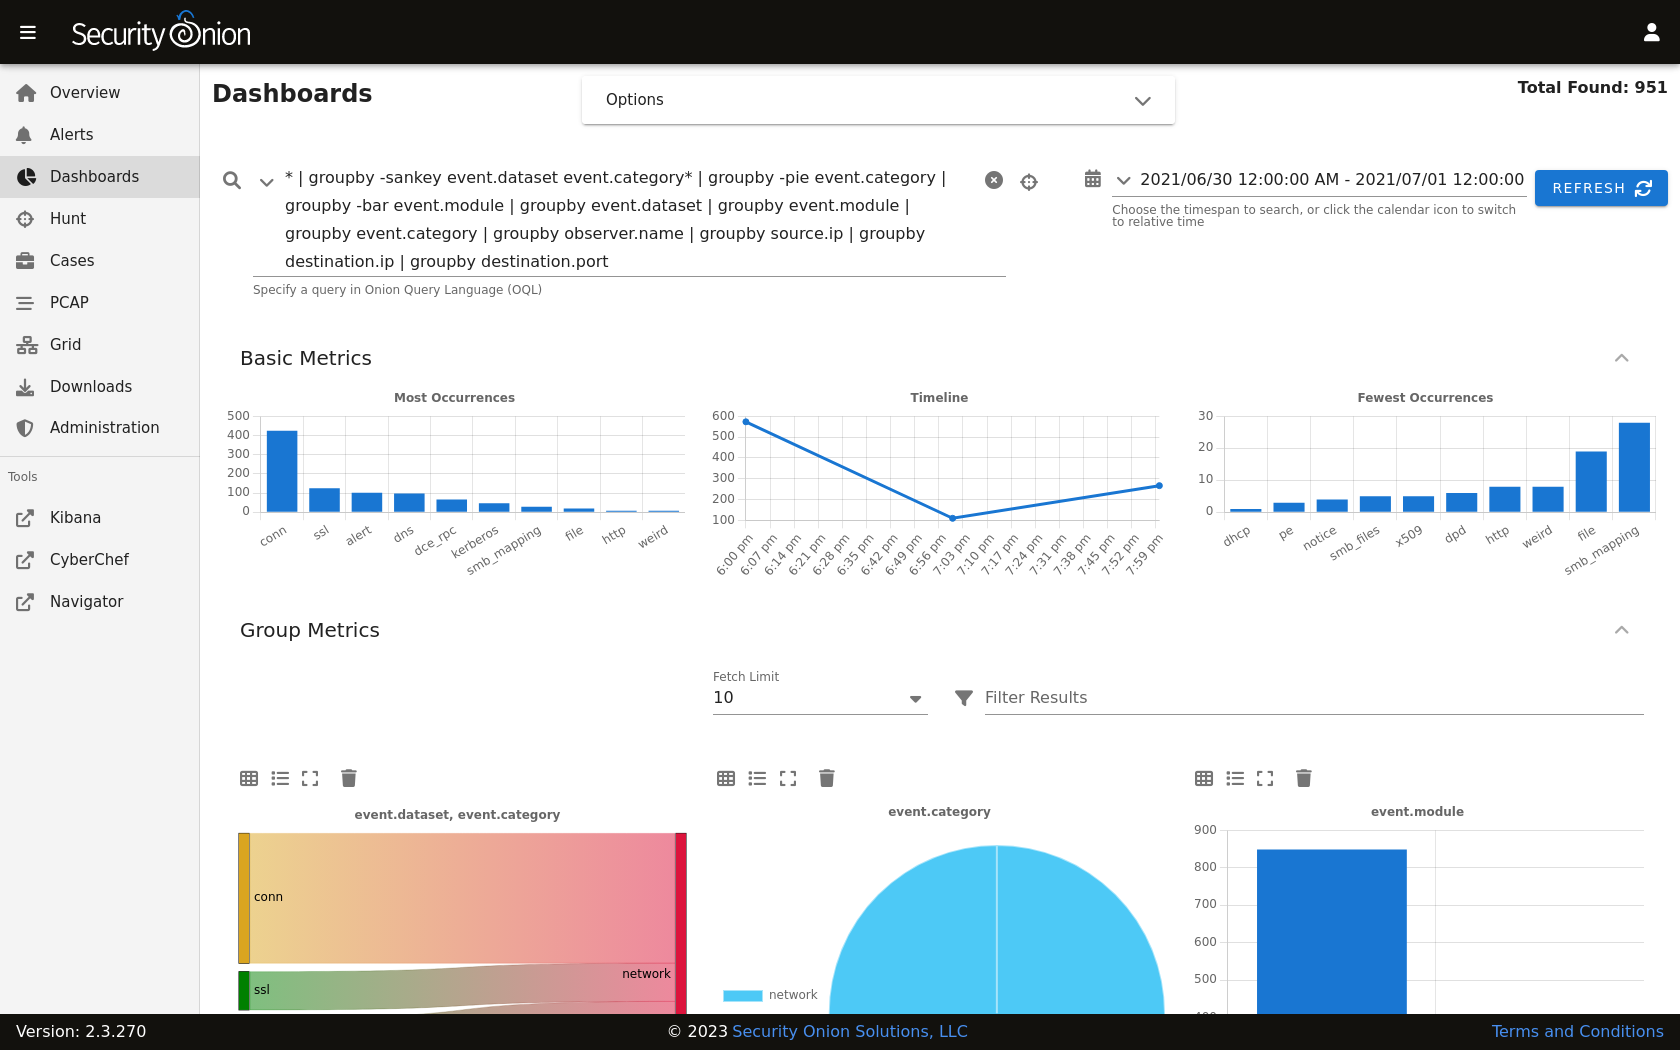 Security Onion
Overview
Alerts
Dashboards
Hunt
Cases
PCAP
Grid
Downloads
Administration
Tools
Kibana
CyberChef
Navigator
Dashboards
Options
Total Found: 951
* | groupby -sankey event.dataset event.category* | groupby -pie event.category |
groupby -bar event.module | groupby event.dataset | groupby event.module |
groupby event.category | groupby observer.name | groupby source.ip | groupby
destination.ip | groupby destination.port
Specify a query in Onion Query Language (OQL)
2021/06/30 12:00:00 AM - 2021/07/01 12:00:00
Choose the timespan to search, or click the calendar icon to switch
to relative time
REFRESH
Basic Metrics
Most Occurrences
500
400
300
200
100
0
conn
ssl
alert
dns
dce_rpc
kerberos
smb_mapping
file
http
weird
Timeline
600
500
400
300
200
100
6:00 pm
6:07 pm
6:14 pm
6:21 pm
6:28 pm
6:35 pm
6:42 pm
6:49 pm
6:56 pm
7:03 pm
7:10 pm
7:17 pm
7:24 pm
7:31 pm
7:38 pm
7:45 pm
7:52 pm
7:59 pm
Fewest Occurrences
30
20
10
0
dhcp
pe
notice
smb_files
x509
dpd
http
weird
file
smb_mapping
Group Metrics
Fetch Limit
10
Filter Results
event.dataset, event.category
conn
ssl
network
event.category
network
event.module
900
800
700
600
500
Version: 2.3.270
© 2023 Security Onion Solutions, LLC
Terms and Conditions